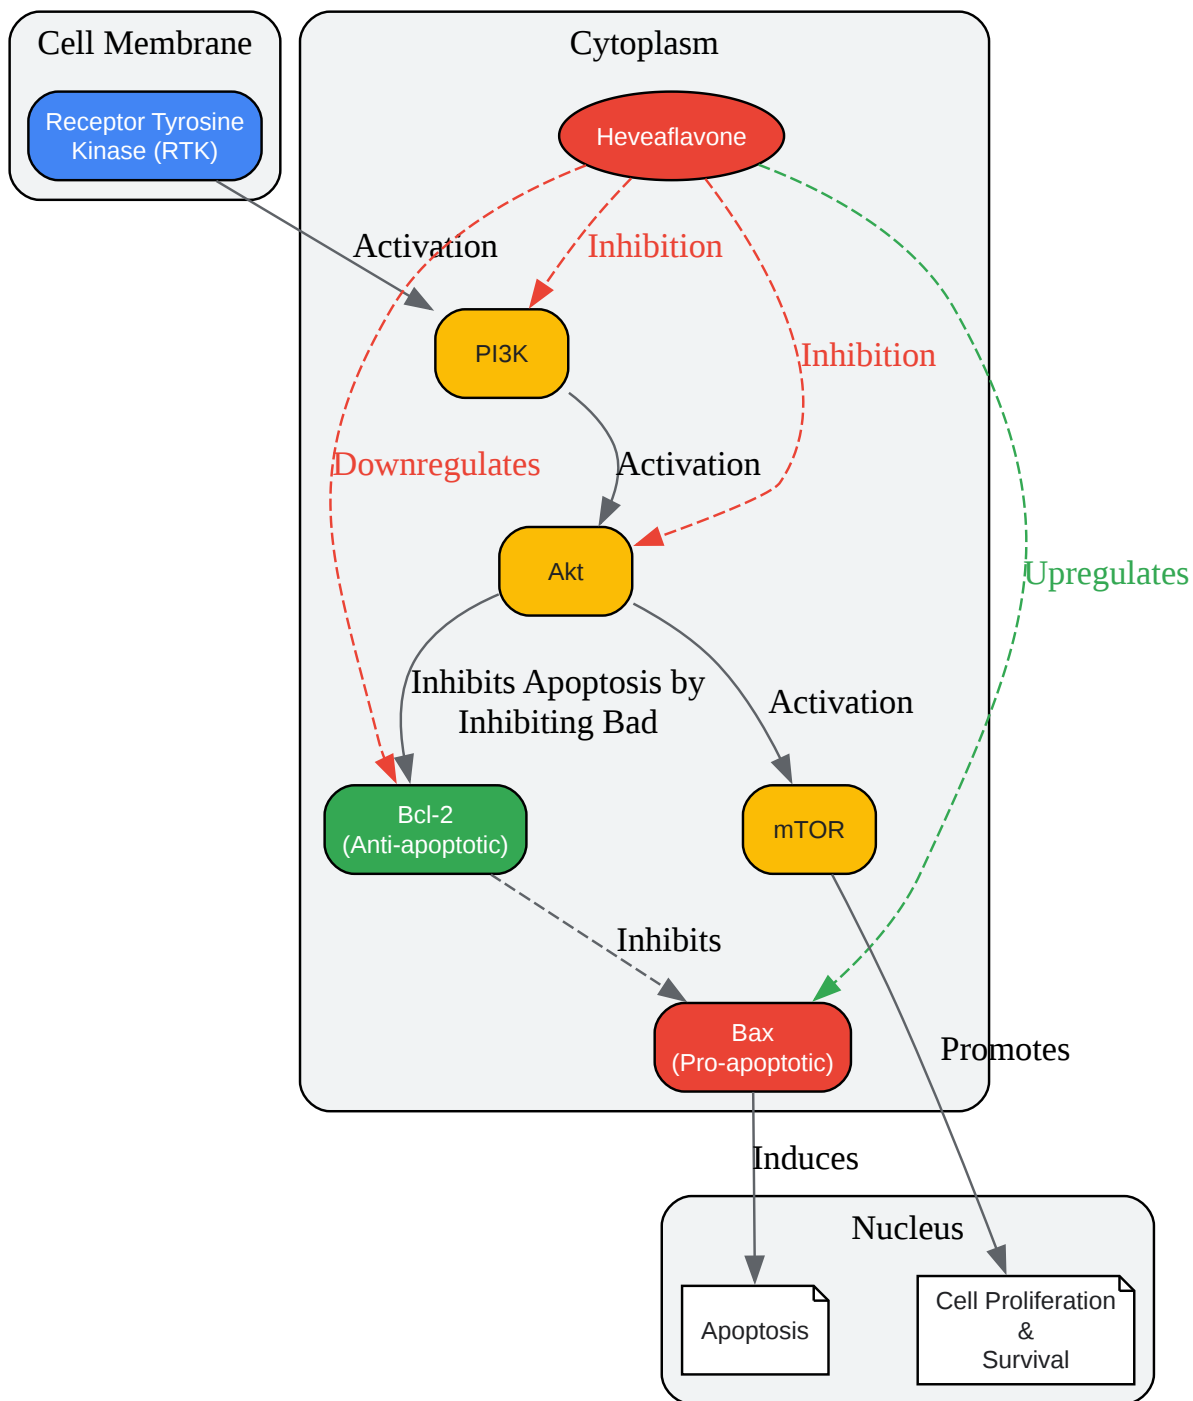 Cell Membrane
Cytoplasm
Receptor Tyrosine
Kinase (RTK)
Heveaflavone
Activation
Inhibition
PI3K
Inhibition
Downregulates
Activation
Akt
Upregulates
Inhibits Apoptosis by
Inhibiting Bad
Activation
Bcl-2
(Anti-apoptotic)
mTOR
Inhibits
Bax
(Pro-apoptotic)
Promotes
Induces
Nucleus
Apoptosis
Cell Proliferation
&
Survival